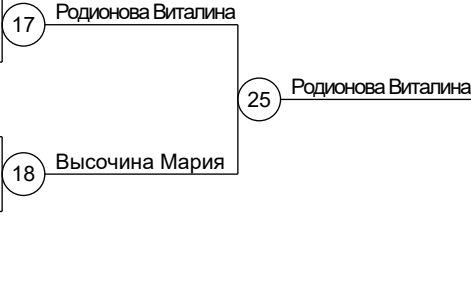 17 Родионова Виталина
25 Родионова Виталина
18 Высочина Мария